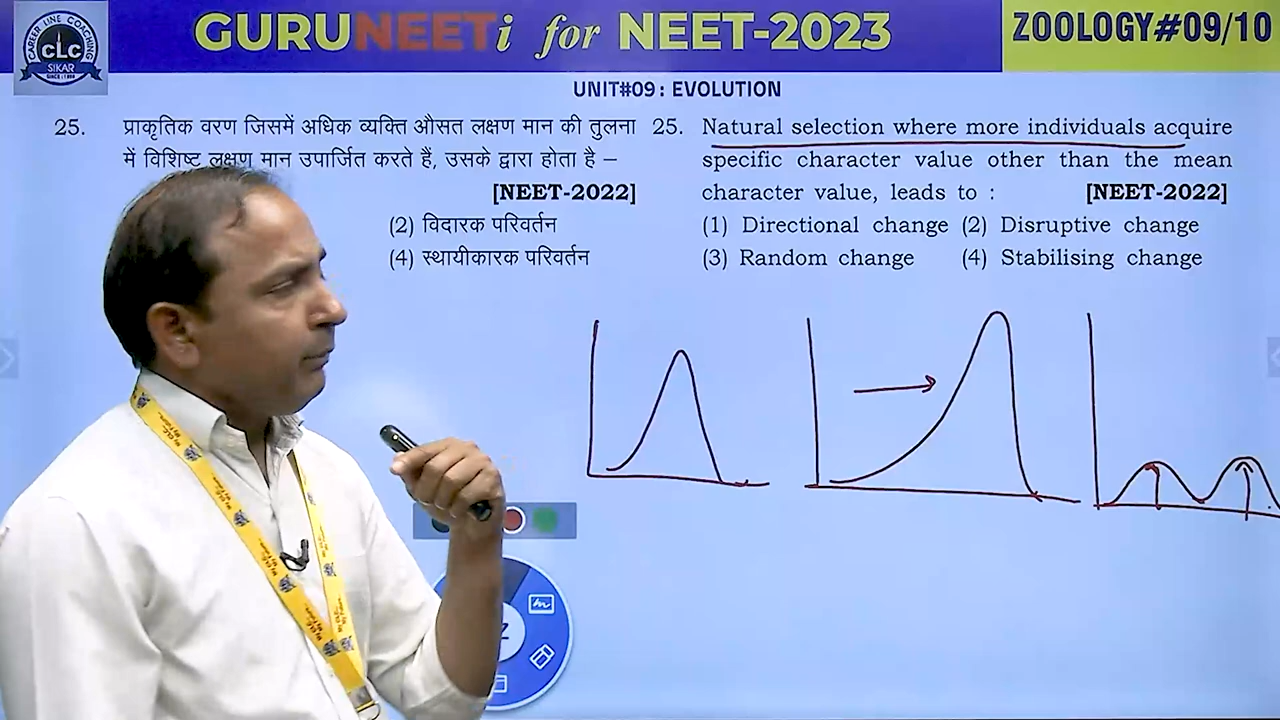 CAREER LINE COACHING
CLC
SIKAR
SINCE : 1996
GURUNEETi for NEET-2023
ZOOLOGY#09/10
UNIT#09 : EVOLUTION
25. प्राकृतिक वरण जिसमें अधिक व्यक्ति औसत लक्षण मान की तुलना
में विशिष्ट लक्षण मान उपार्जित करते हैं, उसके द्वारा होता है –
[NEET-2022]
(2) विदारक परिवर्तन
(4) स्थायीकारक परिवर्तन
25. Natural selection where more individuals acquire
specific character value other than the mean
character value, leads to : [NEET-2022]
(1) Directional change (2) Disruptive change
(3) Random change (4) Stabilising change